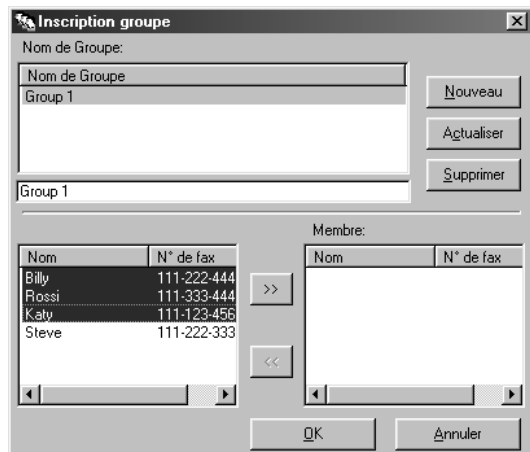 Inscription groupe
Nom de Groupe:
Nom de Groupe
Group 1
Nouveau
Actualiser
Supprimer
Group 1
Membre:
Nom N° de fax
Billy 111-222-444
Rossi 111-333-444
Katy 111-123-456
Steve 111-222-333
>>
<<
Nom N° de fax
OK
Annuler